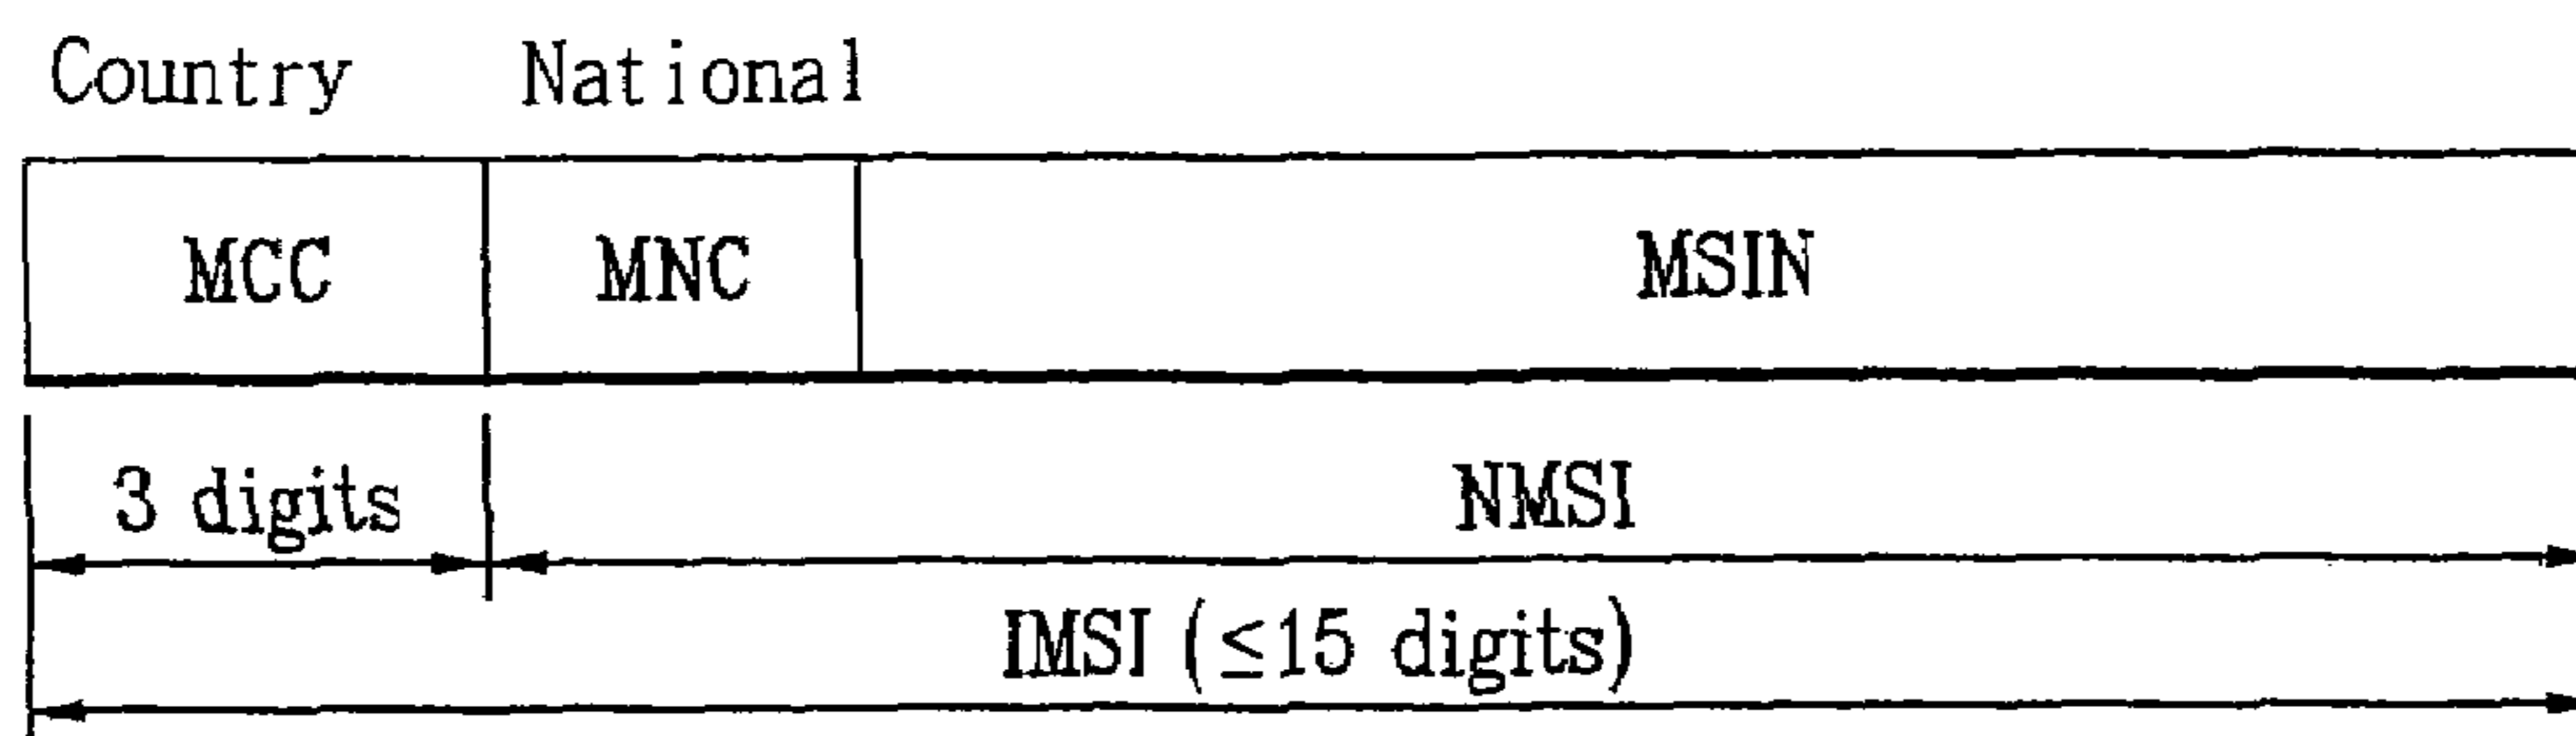 Country National
MCC MNC MSIN
3 digits NMSI
IMSI (≤15 digits)